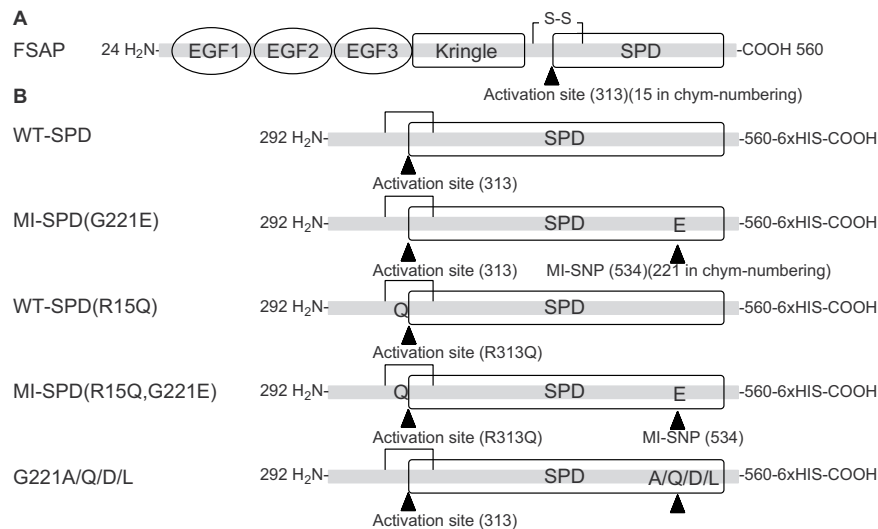 A
S-S
FSAP 24 H2N- EGF1 EGF2 EGF3 Kringle SPD -COOH 560
Activation site (313)(15 in chym-numbering)
B
WT-SPD 292 H2N- SPD -560-6xHIS-COOH
Activation site (313)
MI-SPD(G221E) 292 H2N- SPD E -560-6xHIS-COOH
Activation site (313) MI-SNP (534)(221 in chym-numbering)
WT-SPD(R15Q) 292 H2N- Q SPD -560-6xHIS-COOH
Activation site (R313Q)
MI-SPD(R15Q,G221E) 292 H2N- Q SPD E -560-6xHIS-COOH
Activation site (R313Q) MI-SNP (534)
G221A/Q/D/L 292 H2N- SPD A/Q/D/L -560-6xHIS-COOH
Activation site (313)